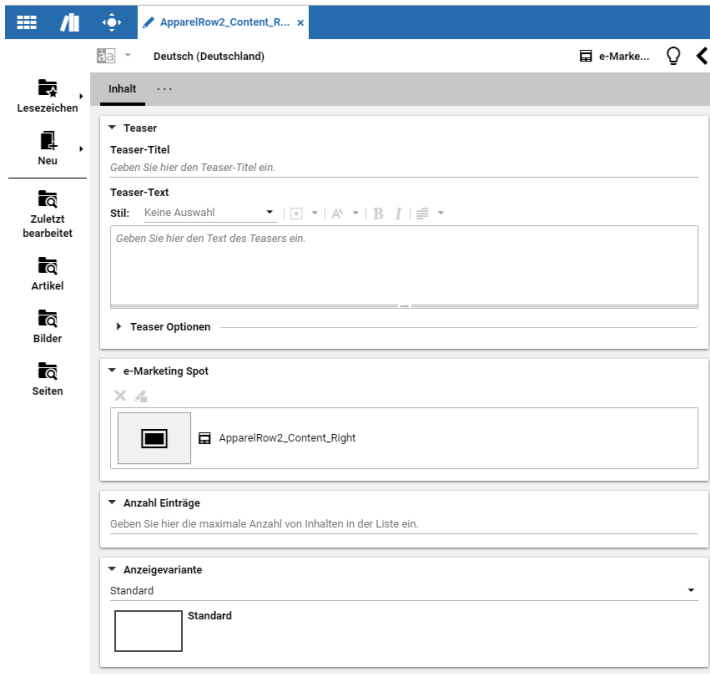 ApparelRow2_Content_R... ×
àa Deutsch (Deutschland) e-Marke...
Inhalt ...
Lesezeichen
Neu
Zuletzt
bearbeitet
Artikel
Bilder
Seiten
Teaser
Teaser-Titel
Geben Sie hier den Teaser-Titel ein.
Teaser-Text
Stil: Keine Auswahl B I
Geben Sie hier den Text des Teasers ein.
Teaser Optionen
e-Marketing Spot
ApparelRow2_Content_Right
Anzahl Einträge
Geben Sie hier die maximale Anzahl von Inhalten in der Liste ein.
Anzeigevariante
Standard
Standard